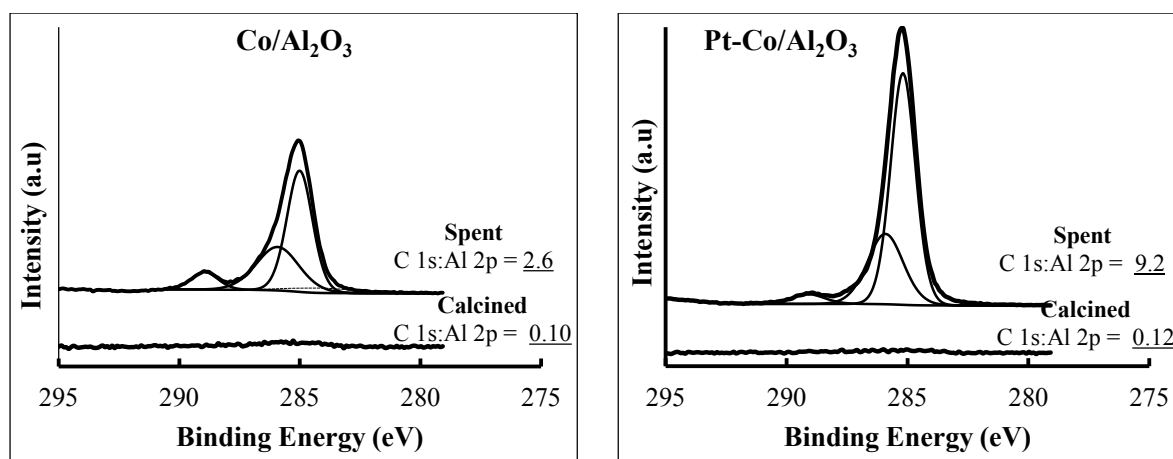 Co/Al₂O₃
Intensity (a.u)
Spent
C 1s:Al 2p = 2.6
Calcined
C 1s:Al 2p = 0.10
295 290 285 280 275
Binding Energy (eV)
Pt-Co/Al₂O₃
Intensity (a.u)
Spent
C 1s:Al 2p = 9.2
Calcined
C 1s:Al 2p = 0.12
295 290 285 280 275
Binding Energy (eV)